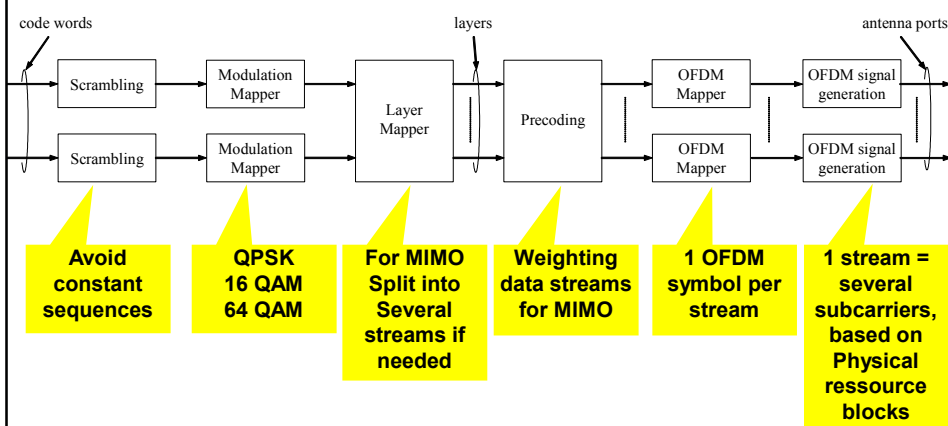 code words
layers
antenna ports
Scrambling
Modulation
Mapper
Layer
Mapper
Precoding
OFDM
Mapper
OFDM signal
generation
Scrambling
Modulation
Mapper
OFDM
Mapper
OFDM signal
generation
Avoid
constant
sequences
QPSK
16 QAM
64 QAM
For MIMO
Split into
Several
streams if
needed
Weighting
data streams
for MIMO
1 OFDM
symbol per
stream
1 stream =
several
subcarriers,
based on
Physical
ressource
blocks